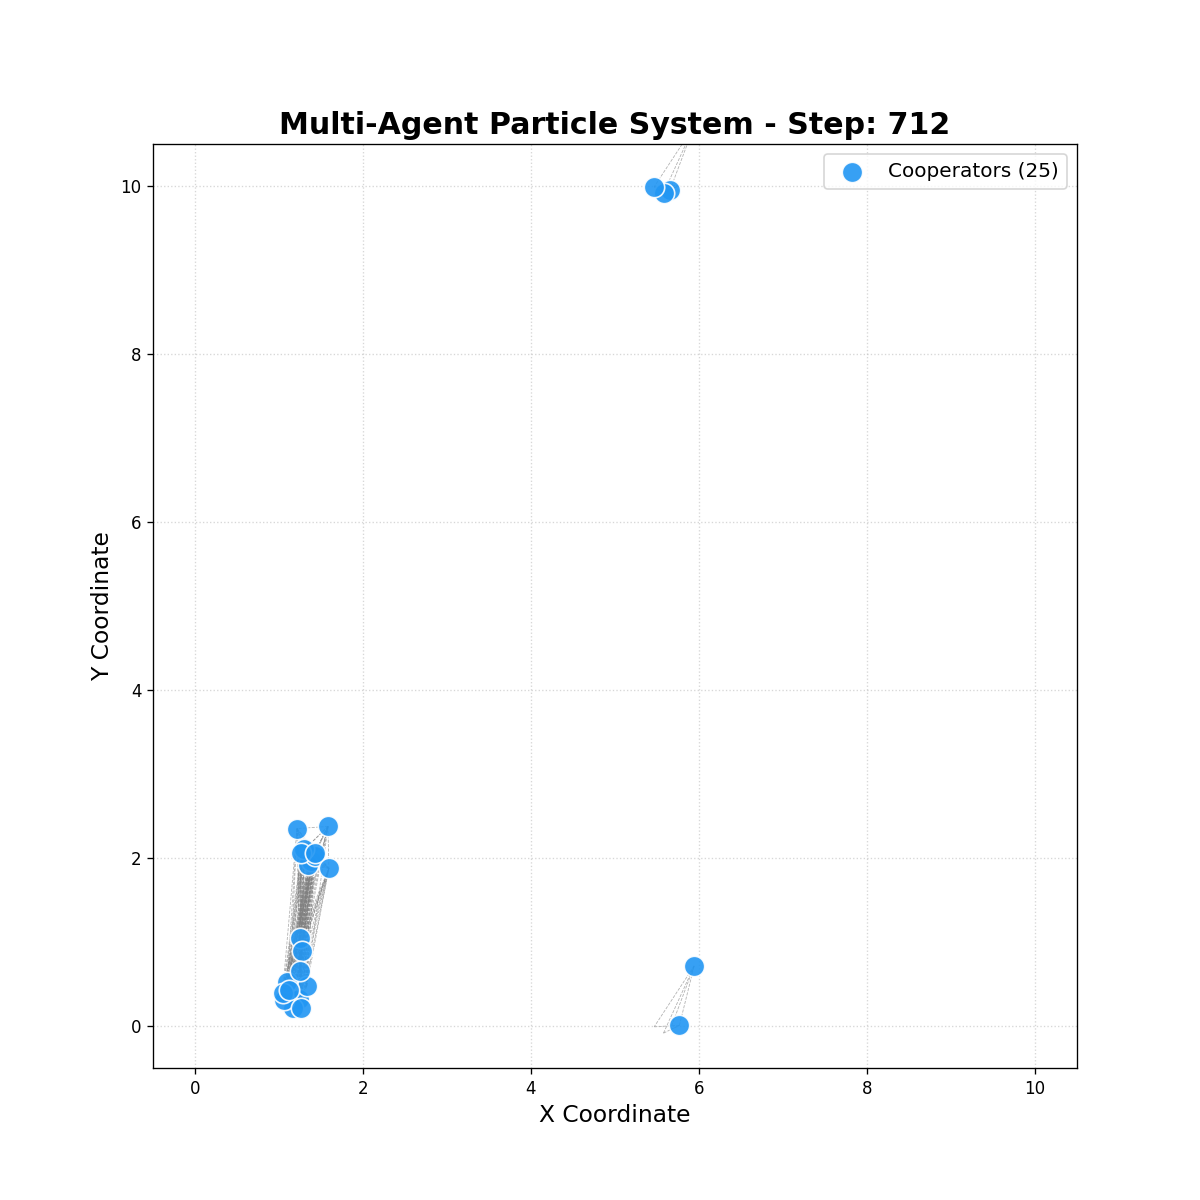 Multi-Agent Particle System - Step: 712
Cooperators (25)
10
8
6
4
2
0
Y Coordinate
0 2 4 6 8 10
X Coordinate